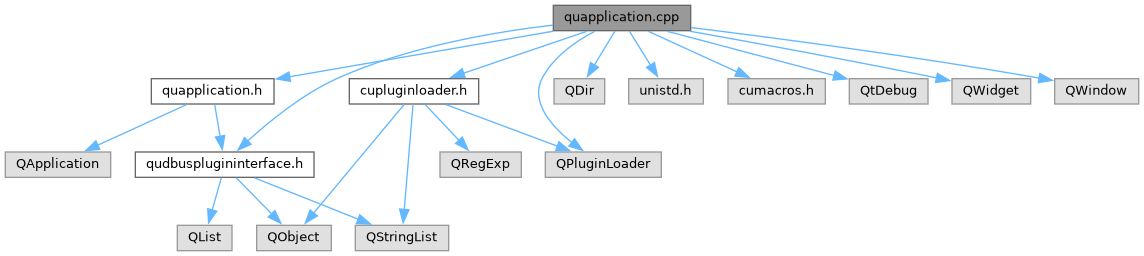 quapplication.cpp
quapplication.h
cupluginloader.h
QDir
unistd.h
cumacros.h
QtDebug
QWidget
QWindow
QApplication
qudbusplugininterface.h
QRegExp
QPluginLoader
QList
QObject
QStringList